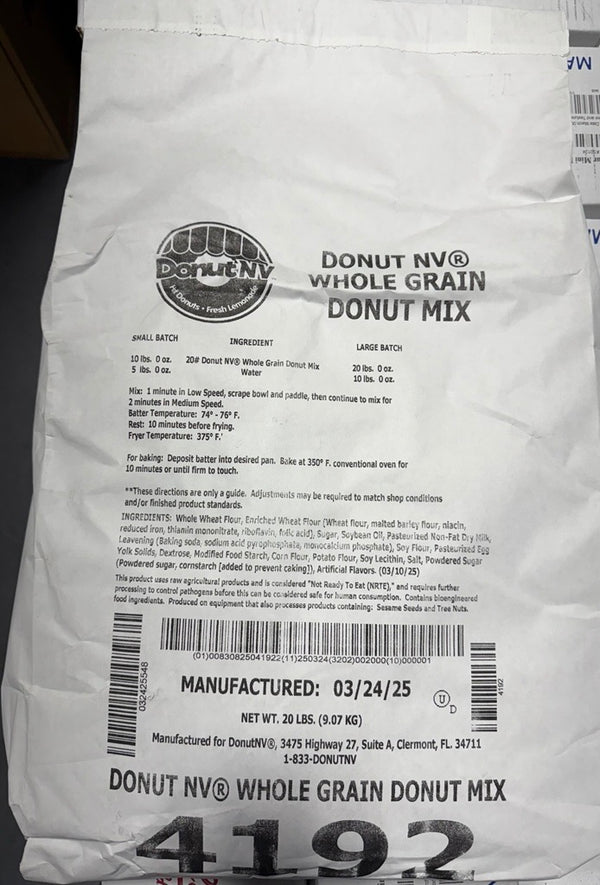 DonutNV
Hot Donuts • Fresh Lemonade
DONUT NV®
WHOLE GRAIN
DONUT MIX
SMALL BATCH INGREDIENT LARGE BATCH
10 lbs. 0 oz. 20# Donut NV® Whole Grain Donut Mix 20 lbs. 0 oz.
5 lbs. 0 oz. Water 10 lbs. 0 oz.
Mix: 1 minute in Low Speed, scrape bowl and paddle, then continue to mix for
2 minutes in Medium Speed.
Batter Temperature: 74° - 76° F.
Rest: 10 minutes before frying.
Fryer Temperature: 375° F.'
For baking: Deposit batter into desired pan. Bake at 350° F. conventional oven for
10 minutes or until firm to touch.
**These directions are only a guide. Adjustments may be required to match shop conditions
and/or finished product standards.
INGREDIENTS: Whole Wheat Flour, Enriched Wheat Flour (Wheat flour, malted barley flour, niacin,
reduced iron, thiamin mononitrate, riboflavin, folic acid), Sugar, Soybean Oil, Pasteurized Non-Fat Dry Milk,
Leavening (Baking soda, sodium acid pyrophosphate, monocalcium phosphate), Soy Flour, Pasteurized Egg
Yolk Solids, Dextrose, Modified Food Starch, Corn Flour, Potato Flour, Soy Lecithin, Salt, Powdered Sugar
(Powdered sugar, cornstarch [added to prevent caking]), Artificial Flavors. (03/10/25)
This product uses raw agricultural products and is considered "Not Ready To Eat (NRTE)," and requires further
processing to control pathogens before this can be considered safe for human consumption. Contains bioengineered
food ingredients. Produced on equipment that also processes products containing: Sesame Seeds and Tree Nuts.
(01)00830825041922(11)250324(3202)002000(10)000001
032425548
4192
MANUFACTURED: 03/24/25
U D
NET WT. 20 LBS. (9.07 KG)
Manufactured for DonutNV®, 3475 Highway 27, Suite A, Clermont, FL. 34711
1-833-DONUTNV
DONUT NV® WHOLE GRAIN DONUT MIX
4192
MA